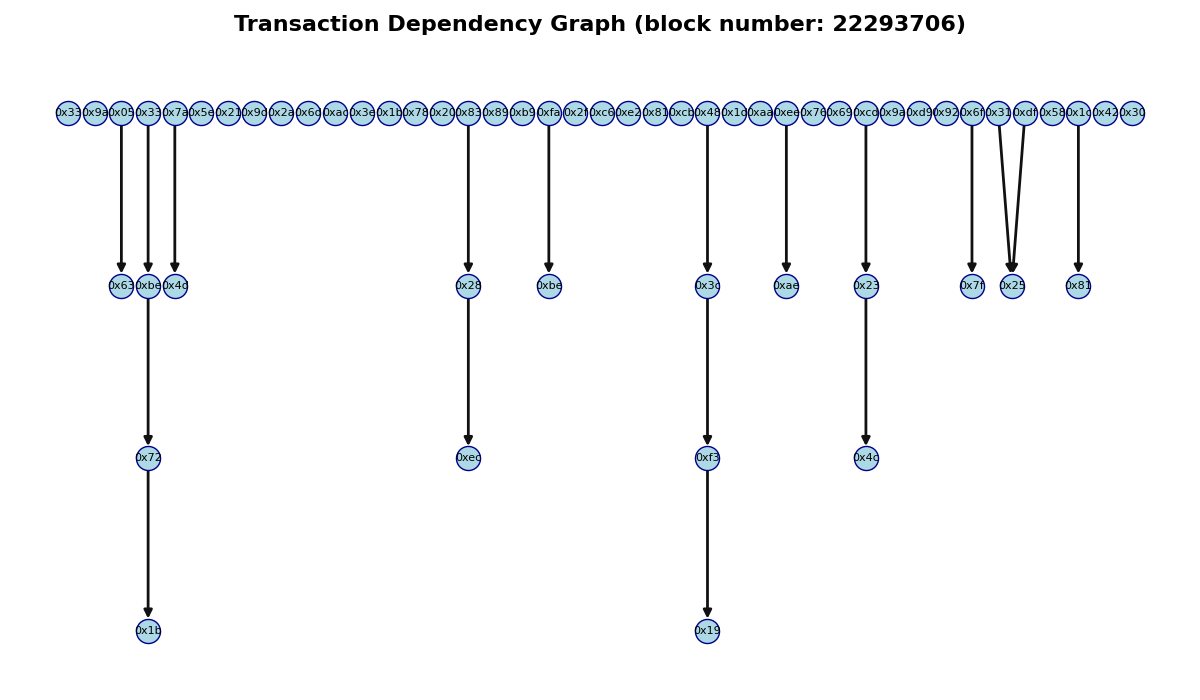 Transaction Dependency Graph (block number: 22293706)
0x33 0x9a 0x05 0x33 0x7a 0x5e 0x21 0x9d 0x2a 0x6d 0xac 0x3e 0x1b 0x78 0x20 0x83 0x89 0xb9 0xfa 0x2f 0xc6 0xe2 0x81 0xcb 0x48 0x1d 0xaa 0xee 0x76 0x69 0xcd 0x9a 0xd9 0x92 0x6f 0x31 0xdf 0x58 0x1c 0x42 0x30
0x63 0xbe 0x4d 0x28 0xbe 0x3c 0xae 0x23 0x7f 0x25 0x81
0x72 0xec 0xf3 0x4c
0x1b 0x19